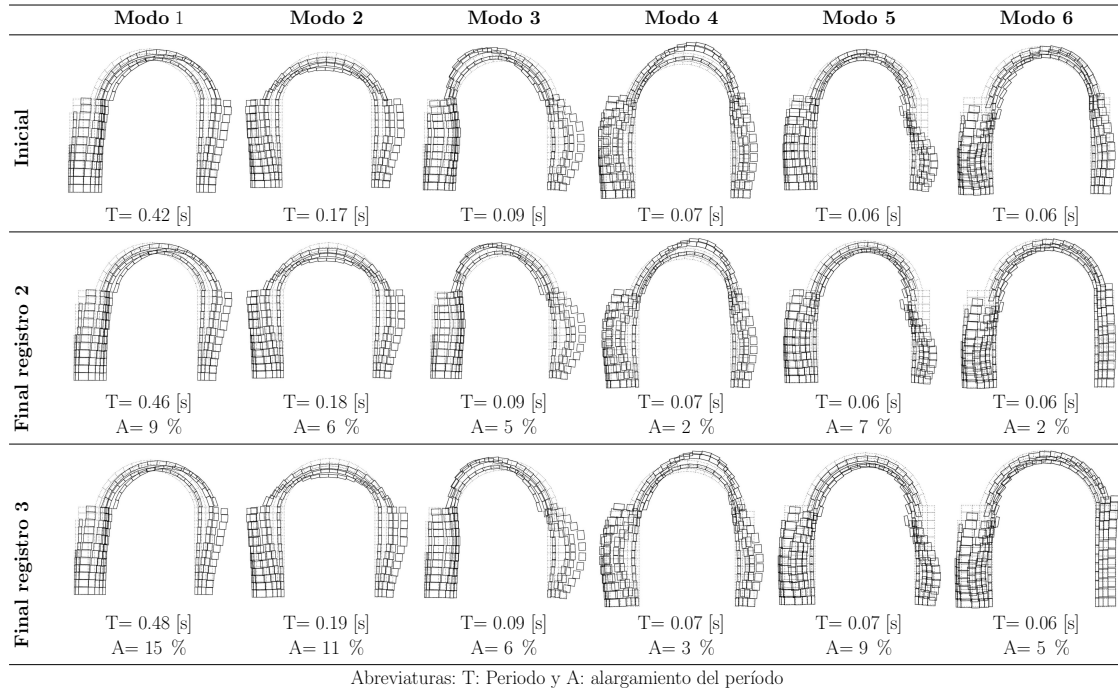 Modo 1 Modo 2 Modo 3 Modo 4 Modo 5 Modo 6
Inicial
T= 0.42 [s] T= 0.17 [s] T= 0.09 [s] T= 0.07 [s] T= 0.06 [s] T= 0.06 [s]
Final registro 2
T= 0.46 [s] T= 0.18 [s] T= 0.09 [s] T= 0.07 [s] T= 0.06 [s] T= 0.06 [s]
A= 9 % A= 6 % A= 5 % A= 2 % A= 7 % A= 2 %
Final registro 3
T= 0.48 [s] T= 0.19 [s] T= 0.09 [s] T= 0.07 [s] T= 0.07 [s] T= 0.06 [s]
A= 15 % A= 11 % A= 6 % A= 3 % A= 9 % A= 5 %
Abreviaturas: T: Periodo y A: alargamiento del período